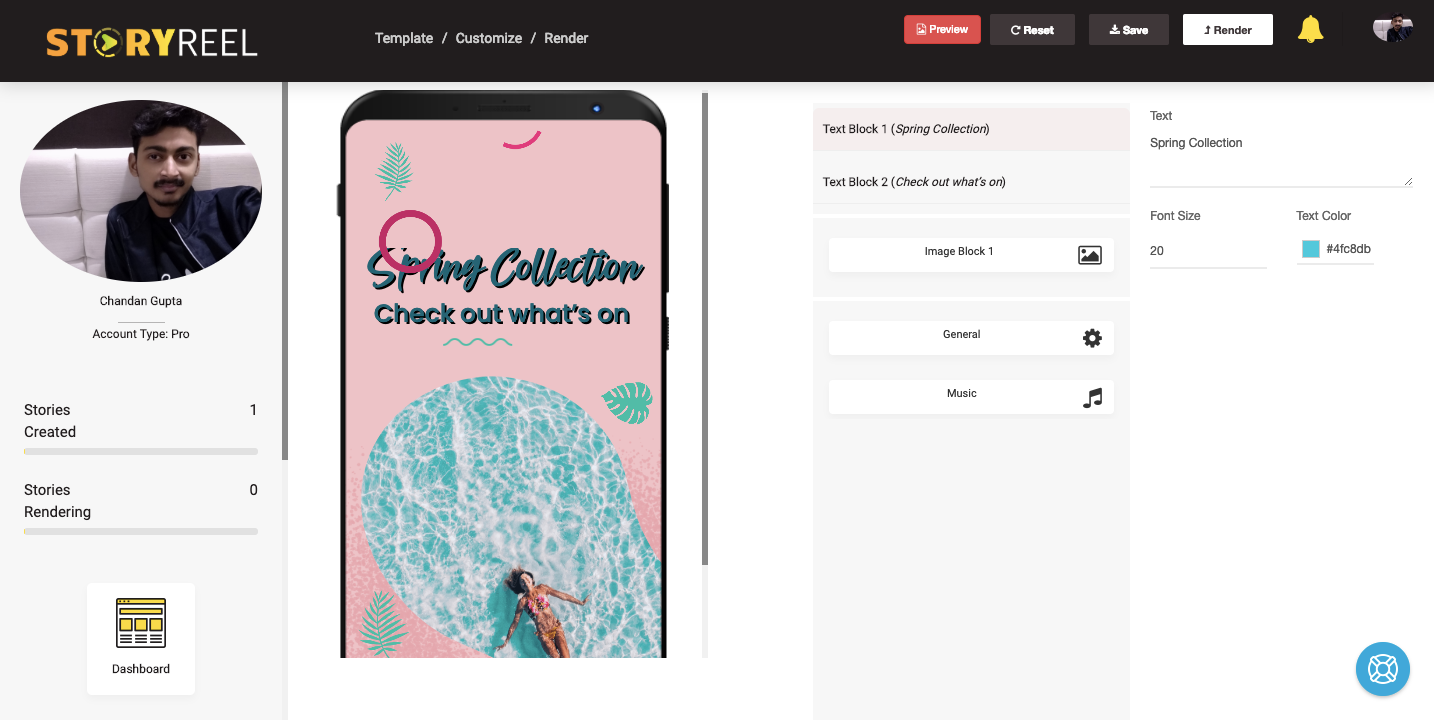 STORYREEL
Template / Customize / Render
Preview
Reset
Save
Render
Chandan Gupta
Account Type: Pro
Stories Created 1
Stories Rendering 0
Dashboard
Spring Collection
Check out what's on
Text Block 1 (Spring Collection)
Text Block 2 (Check out what's on)
Image Block 1
General
Music
Text
Spring Collection
Font Size
Text Color
20
#4fc8db